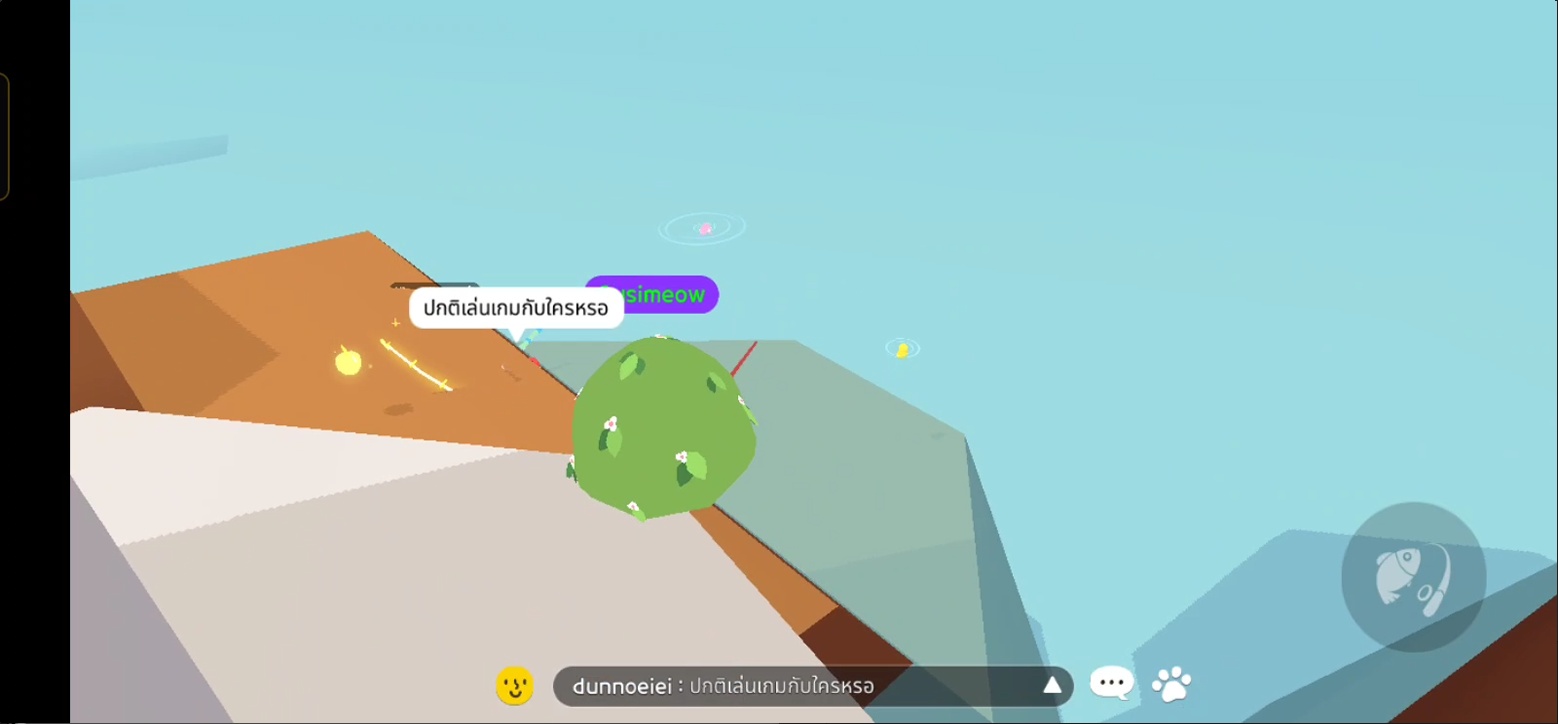 ปกติเล่นเกมกับใครหรอ
simeow
dunnoeiei : ปกติเล่นเกมกับใครหรอ